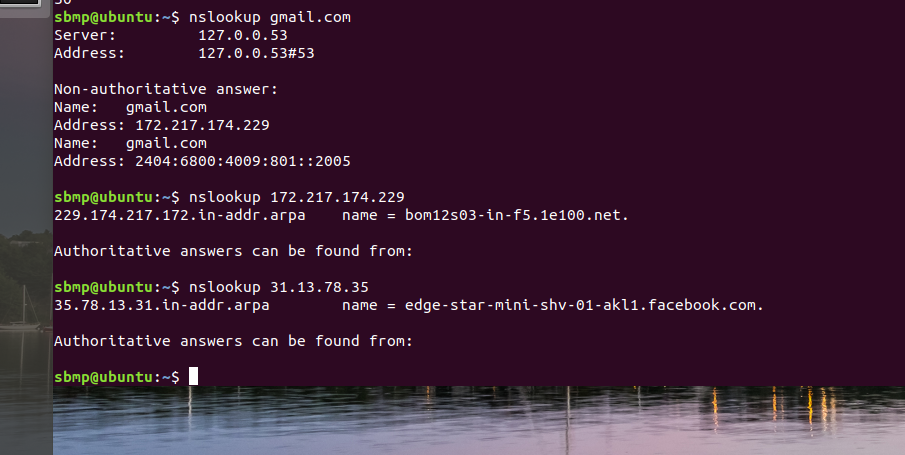 sbmp@ubuntu:~$ nslookup gmail.com
Server:         127.0.0.53
Address:        127.0.0.53#53
Non-authoritative answer:
Name:   gmail.com
Address: 172.217.174.229
Name:   gmail.com
Address: 2404:6800:4009:801::2005
sbmp@ubuntu:~$ nslookup 172.217.174.229
229.174.217.172.in-addr.arpa    name = bom12s03-in-f5.1e100.net.
Authoritative answers can be found from:
sbmp@ubuntu:~$ nslookup 31.13.78.35
35.78.13.31.in-addr.arpa        name = edge-star-mini-shv-01-akl1.facebook.com.
Authoritative answers can be found from:
sbmp@ubuntu:~$